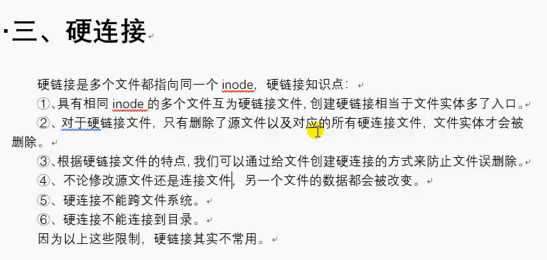 ·三、硬连接
硬链接是多个文件都指向同一个 inode，硬链接知识点：
①、具有相同 inode 的多个文件互为硬链接文件，创建硬链接相当于文件实体多了入口。
②、对于硬链接文件，只有删除了源文件以及对应的所有硬连接文件，文件实体才会被
删除。
③、根据硬链接文件的特点，我们可以通过给文件创建硬连接的方式来防止文件误删除。
④、不论修改源文件还是连接文件，另一个文件的数据都会被改变。
⑤、硬连接不能跨文件系统。
⑥、硬连接不能连接到目录。
因为以上这些限制，硬链接其实不常用。